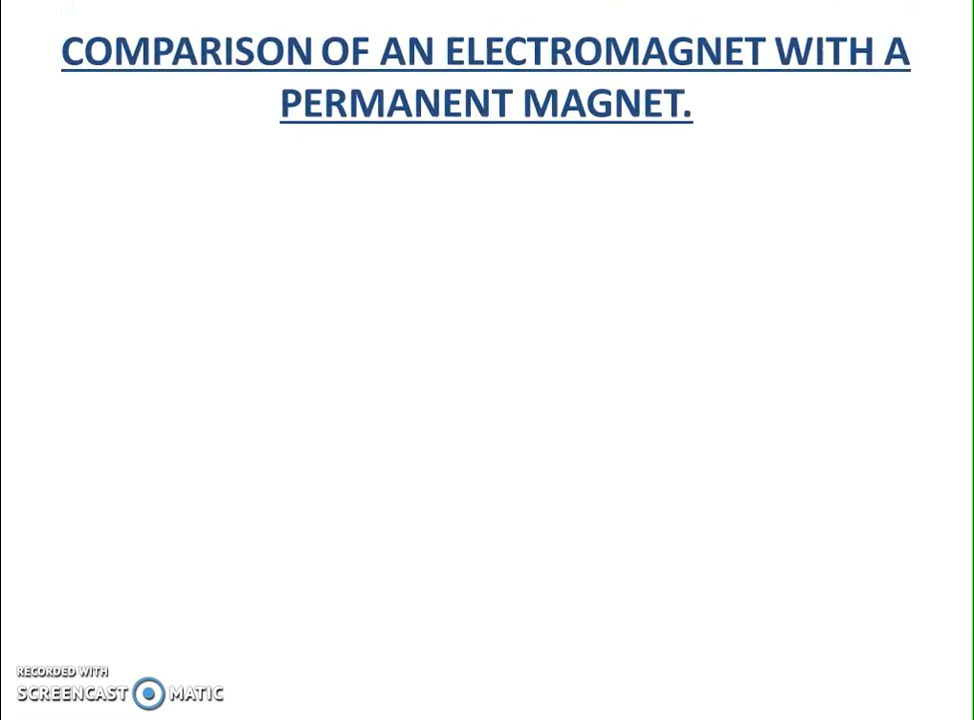 COMPARISON OF AN ELECTROMAGNET WITH A
PERMANENT MAGNET.
RECORDED WITH
SCREENCAST MATIC